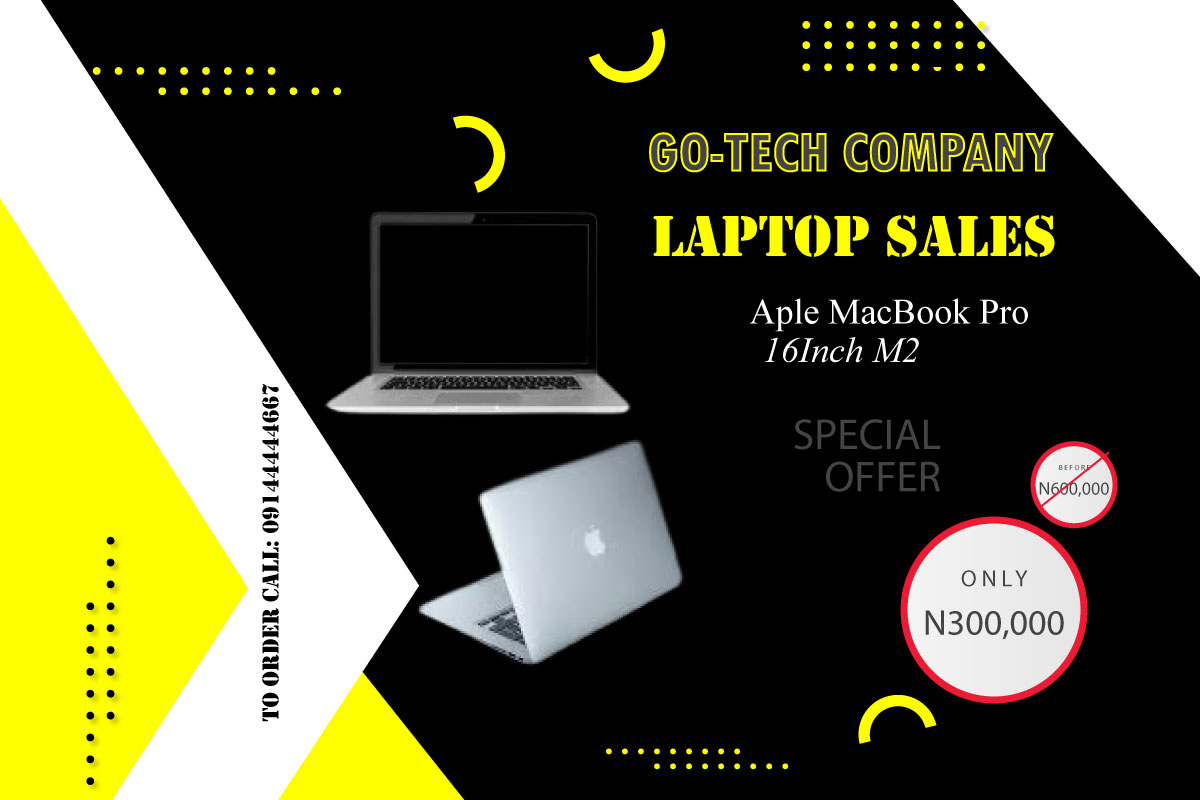 GO-TECH COMPANY
LAPTOP SALES
Aple MacBook Pro
16Inch M2
SPECIAL
OFFER
BEFORE
N600,000
ONLY
N300,000
TO ORDER CALL: 09144444667